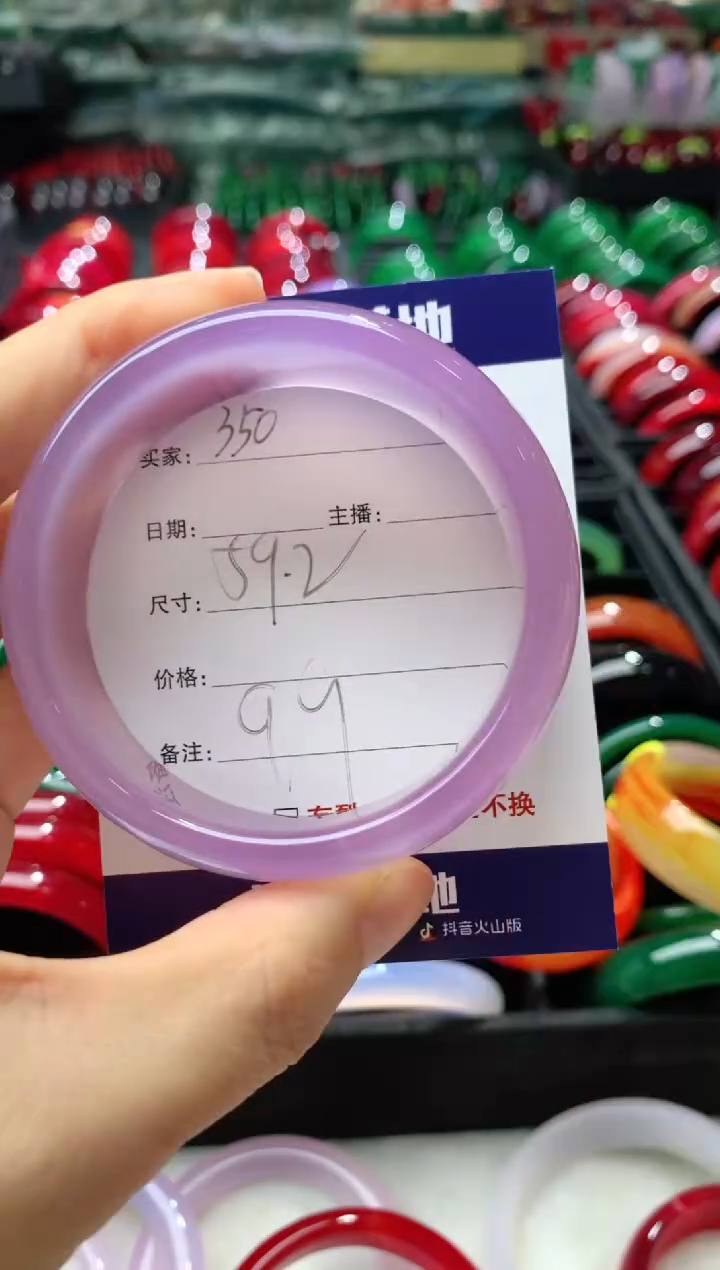 地
350
买家:
日期: 主播:
59.2
尺寸:
价格:
99
备注:
不换
地
抖音火山版